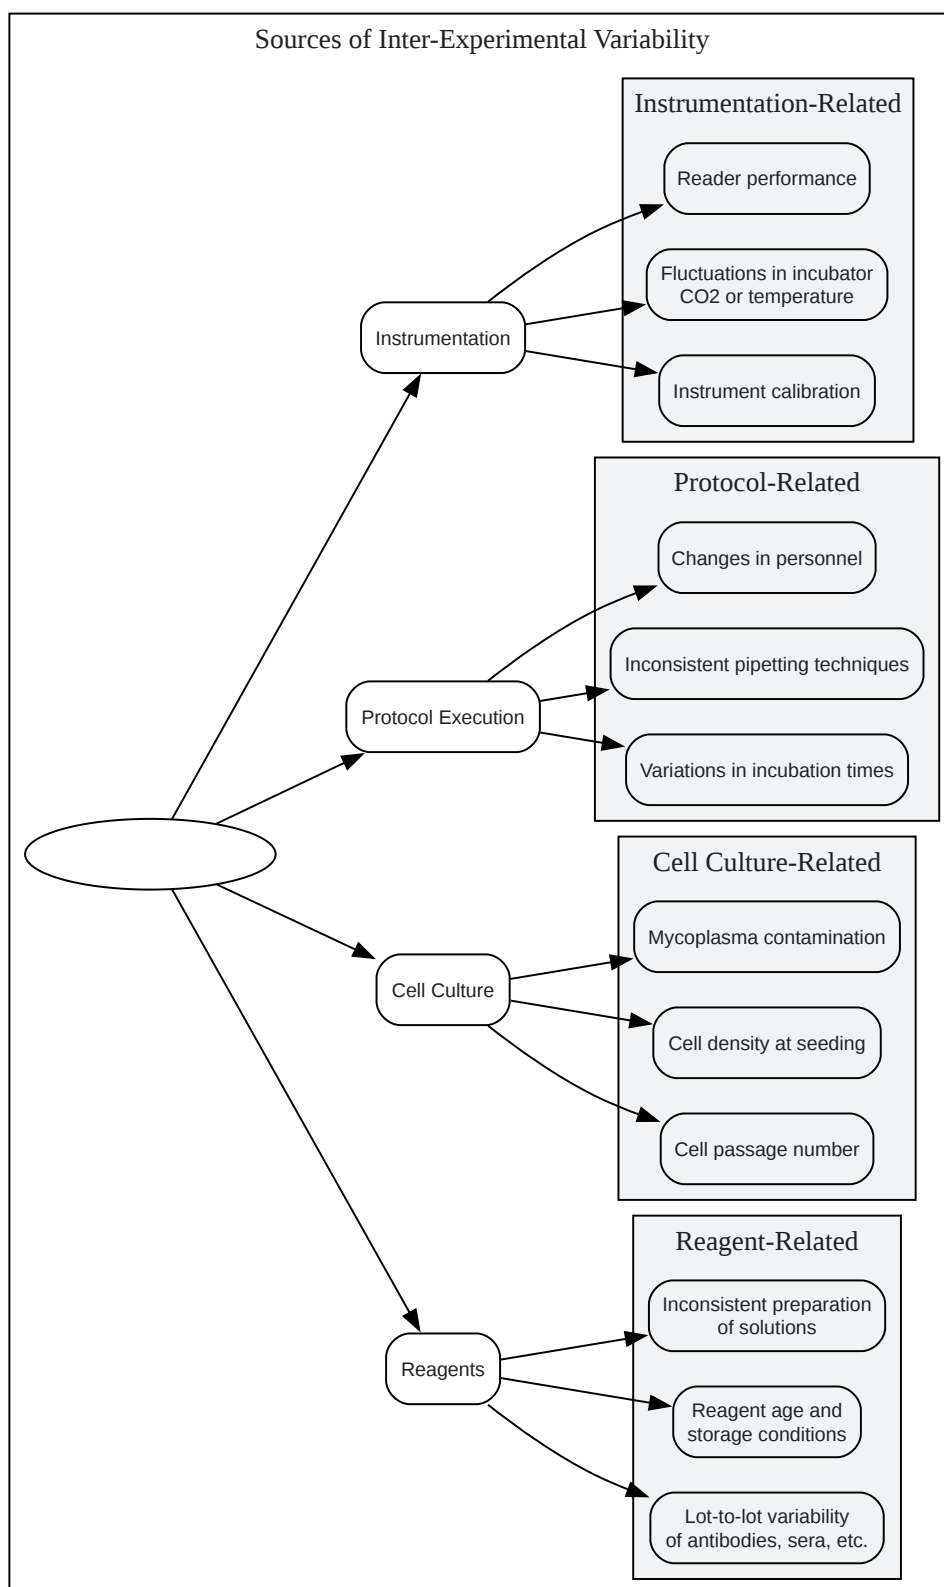 Sources of Inter-Experimental Variability
Instrumentation-Related
Reader performance
Fluctuations in incubator
CO2 or temperature
Instrumentation
Instrument calibration
Protocol-Related
Changes in personnel
Inconsistent pipetting techniques
Protocol Execution
Variations in incubation times
Cell Culture-Related
Mycoplasma contamination
Cell Culture
Cell density at seeding
Cell passage number
Reagent-Related
Inconsistent preparation
of solutions
Reagents
Reagent age and
storage conditions
Lot-to-lot variability
of antibodies, sera, etc.